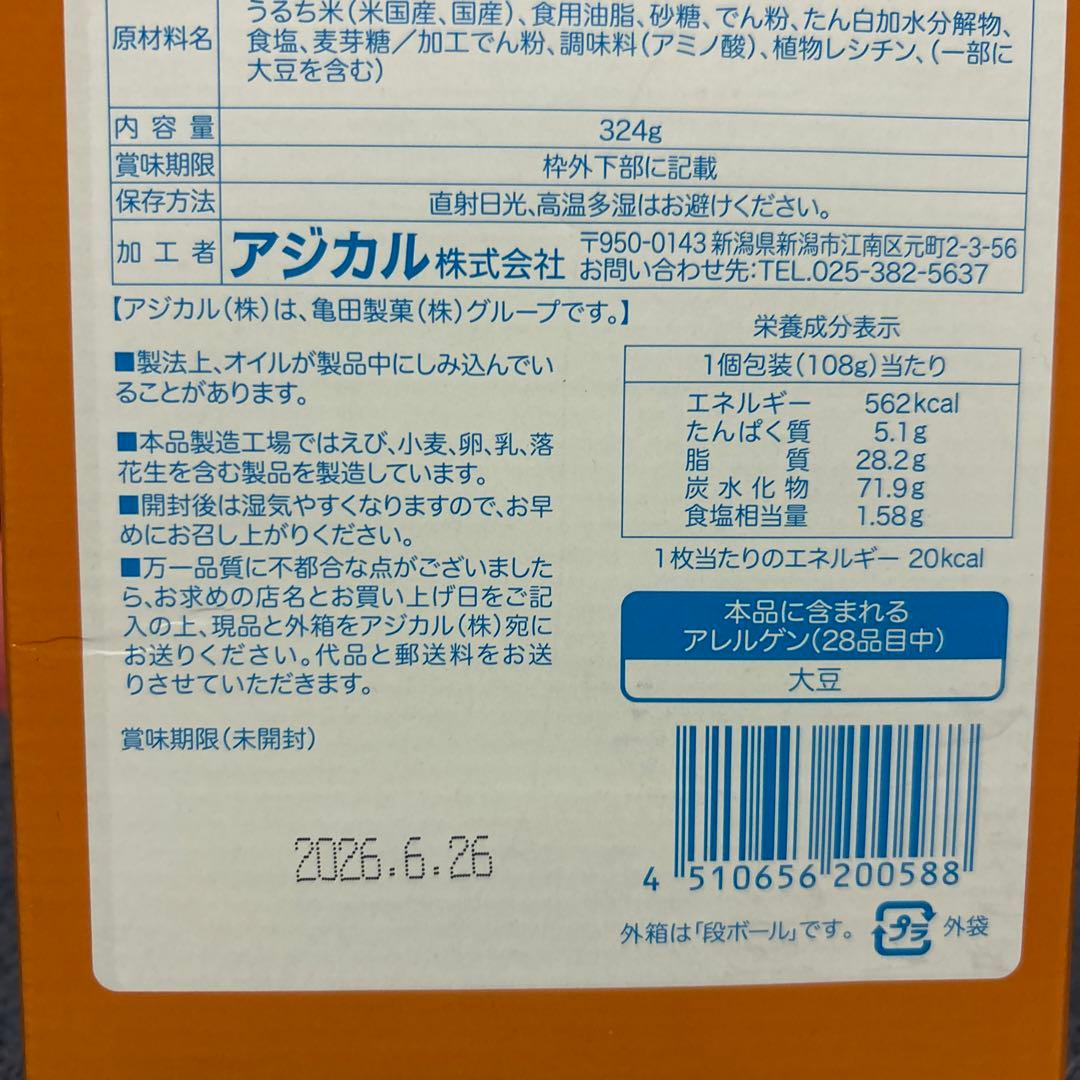 原材料名
うるち米(米国産、国産)、食用油脂、砂糖、でん粉、たん白加水分解物、
食塩、麦芽糖/加工でん粉、調味料(アミノ酸)、植物レシチン、(一部に
大豆を含む)
内容量 324g
賞味期限 枠外下部に記載
保存方法 直射日光、高温多湿はお避けください。
加工者 アジカル株式会社
〒950-0143 新潟県新潟市江南区元町2-3-56
お問い合わせ先:TEL.025-382-5637
【アジカル(株)は、亀田製菓(株)グループです。】
■製法上、オイルが製品中にしみ込んでい
ることがあります。
■本品製造工場ではえび、小麦、卵、乳、落
花生を含む製品を製造しています。
■開封後は湿気やすくなりますので、お早
めにお召し上がりください。
■万一品質に不都合な点がございました
ら、お求めの店名とお買い上げ日をご記
入の上、現品と外箱をアジカル(株)宛に
お送りください。代品と郵送料をお送
りさせていただきます。
賞味期限(未開封)
2026.6.26
栄養成分表示
1個包装(108g)当たり
エネルギー 562kcal
たんぱく質 5.1g
脂質 28.2g
炭水化物 71.9g
食塩相当量 1.58g
1枚当たりのエネルギー 20kcal
本品に含まれる
アレルゲン(28品目中)
大豆
4 510656 200588
外箱は「段ボール」です。
プラ 外袋